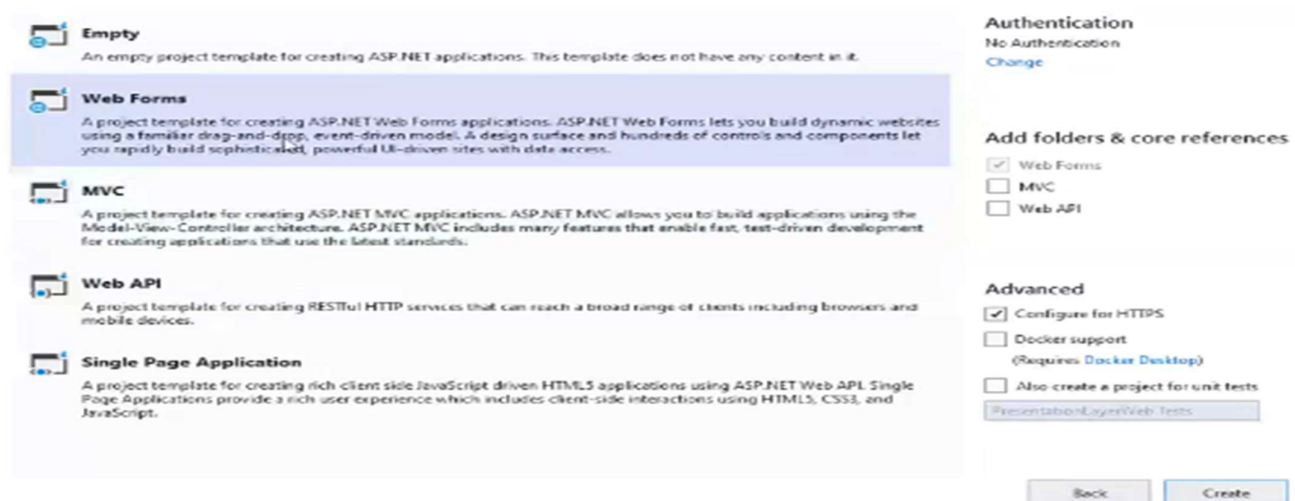 Empty
An empty project template for creating ASP.NET applications. This template does not have any content in it.
Web Forms
A project template for creating ASP.NET Web Forms applications. ASP.NET Web Forms lets you build dynamic websites
using a familiar drag-and-drop, event-driven model. A design surface and hundreds of controls and components let
you rapidly build sophisticated, powerful UI-driven sites with data access.
MVC
A project template for creating ASP.NET MVC applications. ASP.NET MVC allows you to build applications using the
Model-View-Controller architecture. ASP.NET MVC includes many features that enable fast, test-driven development
for creating applications that use the latest standards.
Web API
A project template for creating RESTful HTTP services that can reach a broad range of clients including browsers and
mobile devices.
Single Page Application
A project template for creating rich client side JavaScript driven HTML5 applications using ASP.NET Web API. Single
Page Applications provide a rich user experience which includes client-side interactions using HTML5, CSS3, and
JavaScript.
Authentication
No Authentication
Change
Add folders & core references
Web Forms
MVC
Web API
Advanced
Configure for HTTPS
Docker support
(Requires Docker Desktop)
Also create a project for unit tests
PresentationLayerWeb.Tests
Back
Create